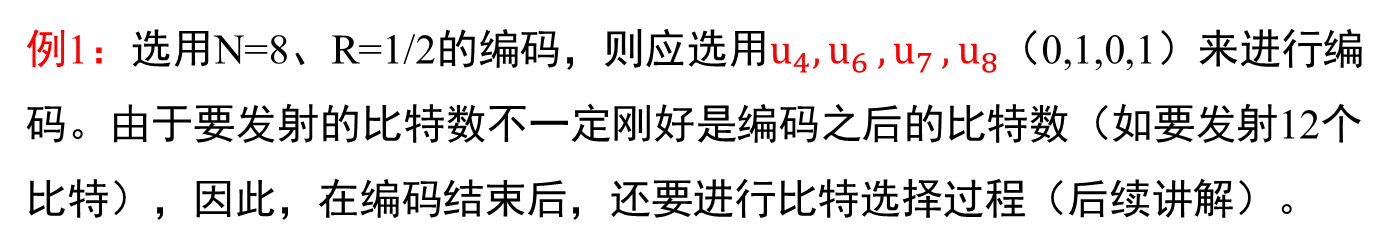 例1：选用N=8、R=1/2的编码，则应选用u₄,u₆ ,u₇ ,u₈（0,1,0,1）来进行编
码。由于要发射的比特数不一定刚好是编码之后的比特数（如要发射12个
比特），因此，在编码结束后，还要进行比特选择过程（后续讲解）。